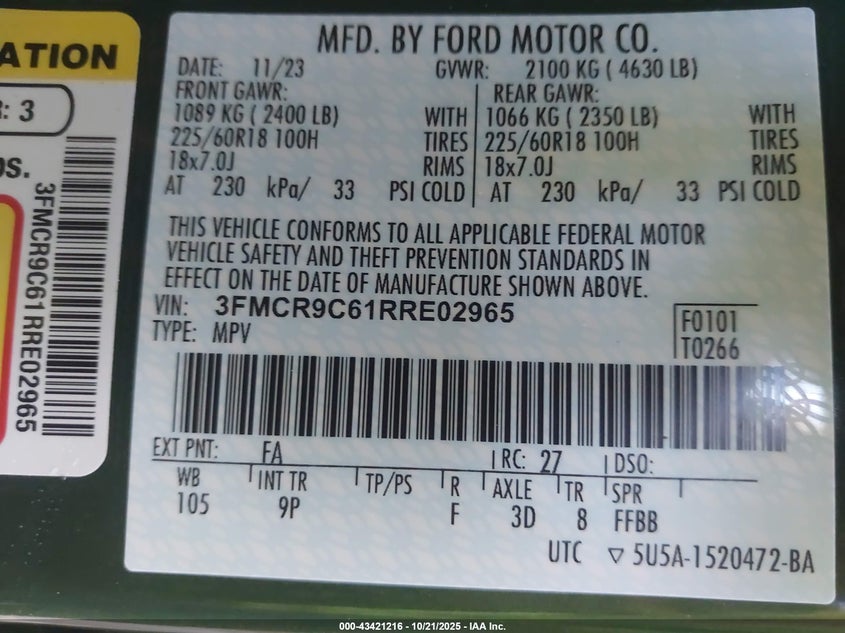 ATION
: 3
OS.
3FMCR9C61RRE02965
MFD. BY FORD MOTOR CO.
DATE: 11/23 GVWR: 2100 KG ( 4630 LB)
FRONT GAWR: REAR GAWR:
1089 KG ( 2400 LB) WITH 1066 KG ( 2350 LB) WITH
225/60R18 100H TIRES 225/60R18 100H TIRES
18x7.0J RIMS 18x7.0J RIMS
AT 230 kPa/ 33 PSI COLD AT 230 kPa/ 33 PSI COLD
THIS VEHICLE CONFORMS TO ALL APPLICABLE FEDERAL MOTOR
VEHICLE SAFETY AND THEFT PREVENTION STANDARDS IN
EFFECT ON THE DATE OF MANUFACTURE SHOWN ABOVE.
VIN: 3FMCR9C61RRE02965
TYPE: MPV
F0101
T0266
EXT PNT: FA RC: 27 DSO:
WB INT TR TP/PS R AXLE TR SPR
105 9P F 3D 8 FFBB
UTC ▽ 5U5A-1520472-BA
000-43421216 - 10/21/2025 - IAA Inc.